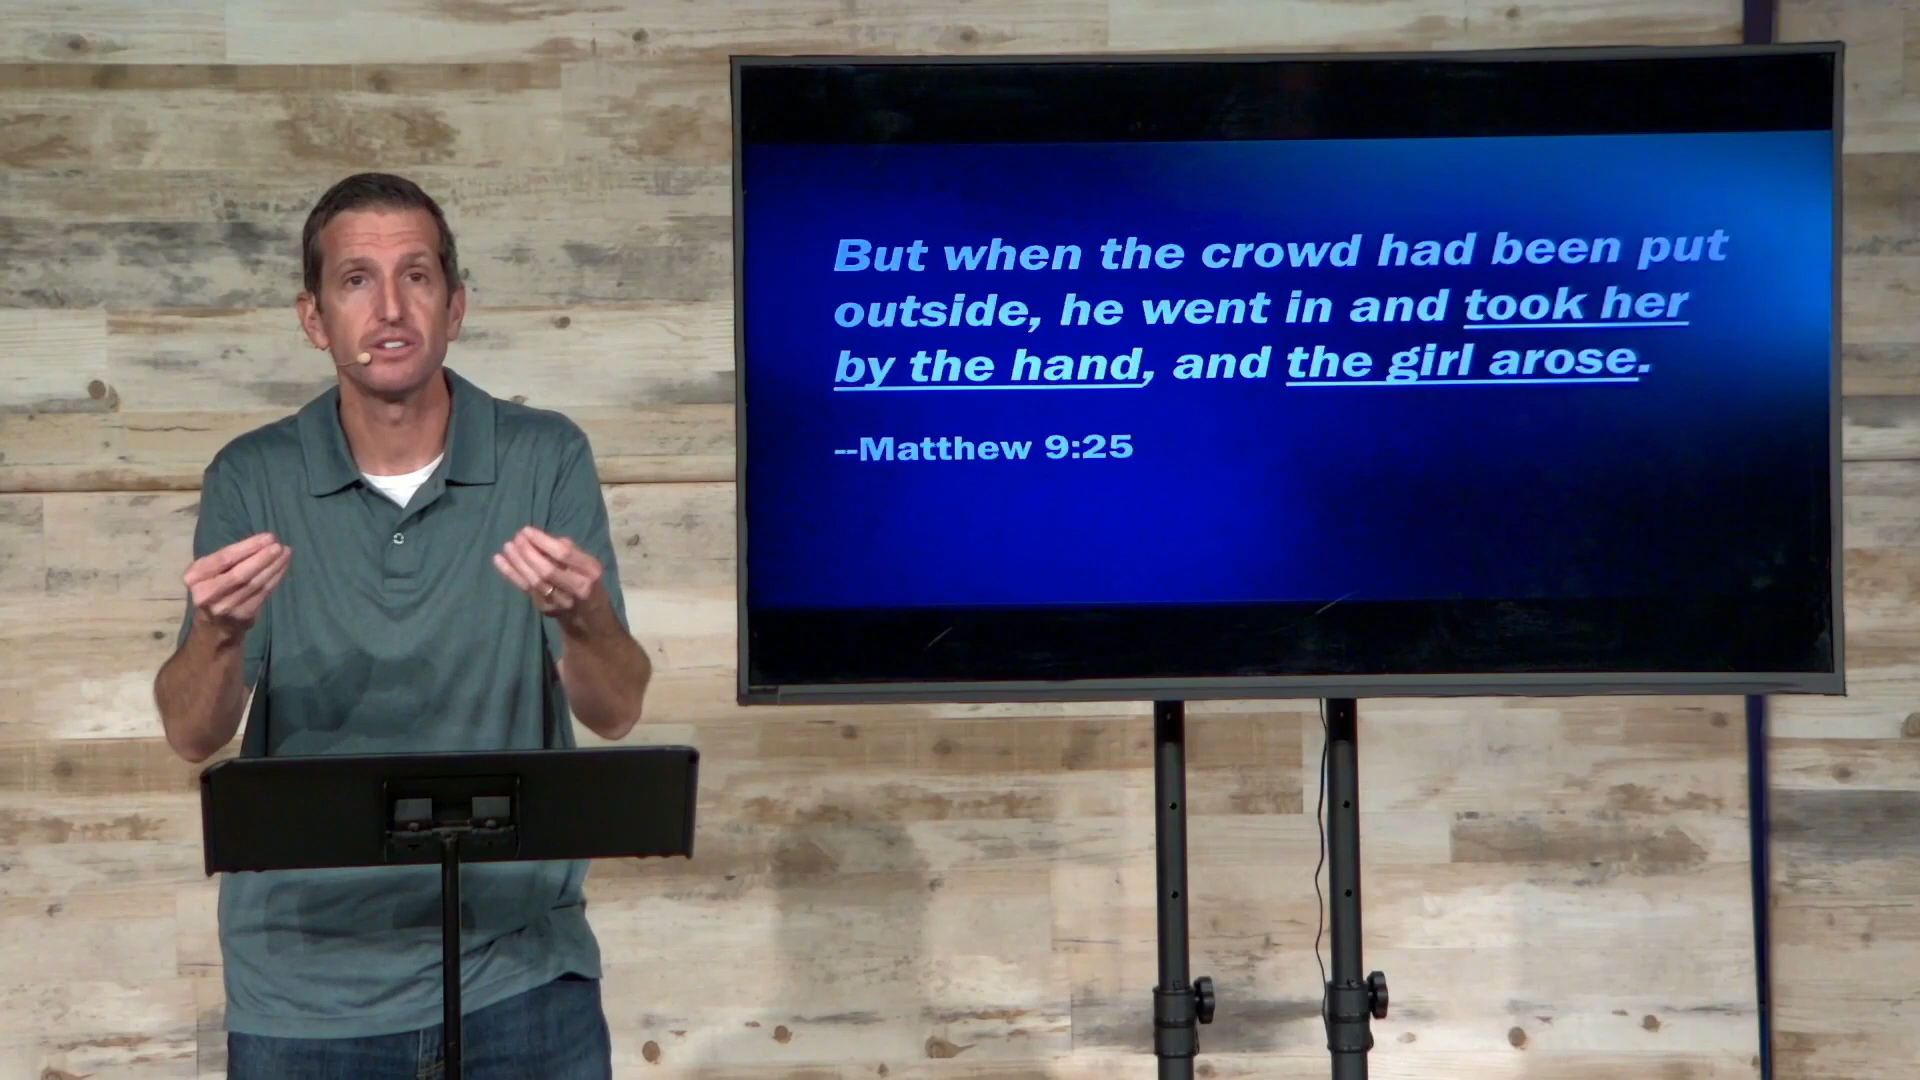 But when the crowd had been put
outside, he went in and took her
by the hand, and the girl arose.
--Matthew 9:25